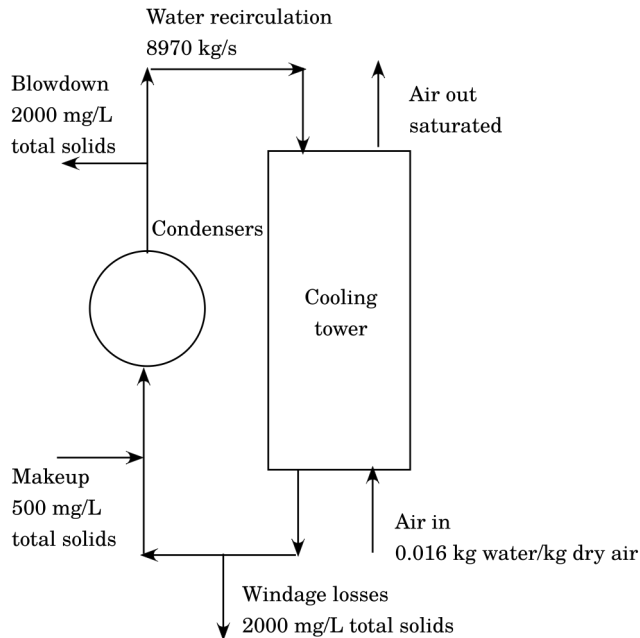 Water recirculation
8970 kg/s
Blowdown
2000 mg/L
total solids
Air out
saturated
Condensers
Cooling
tower
Makeup
500 mg/L
total solids
Air in
0.016 kg water/kg dry air
Windage losses
2000 mg/L total solids